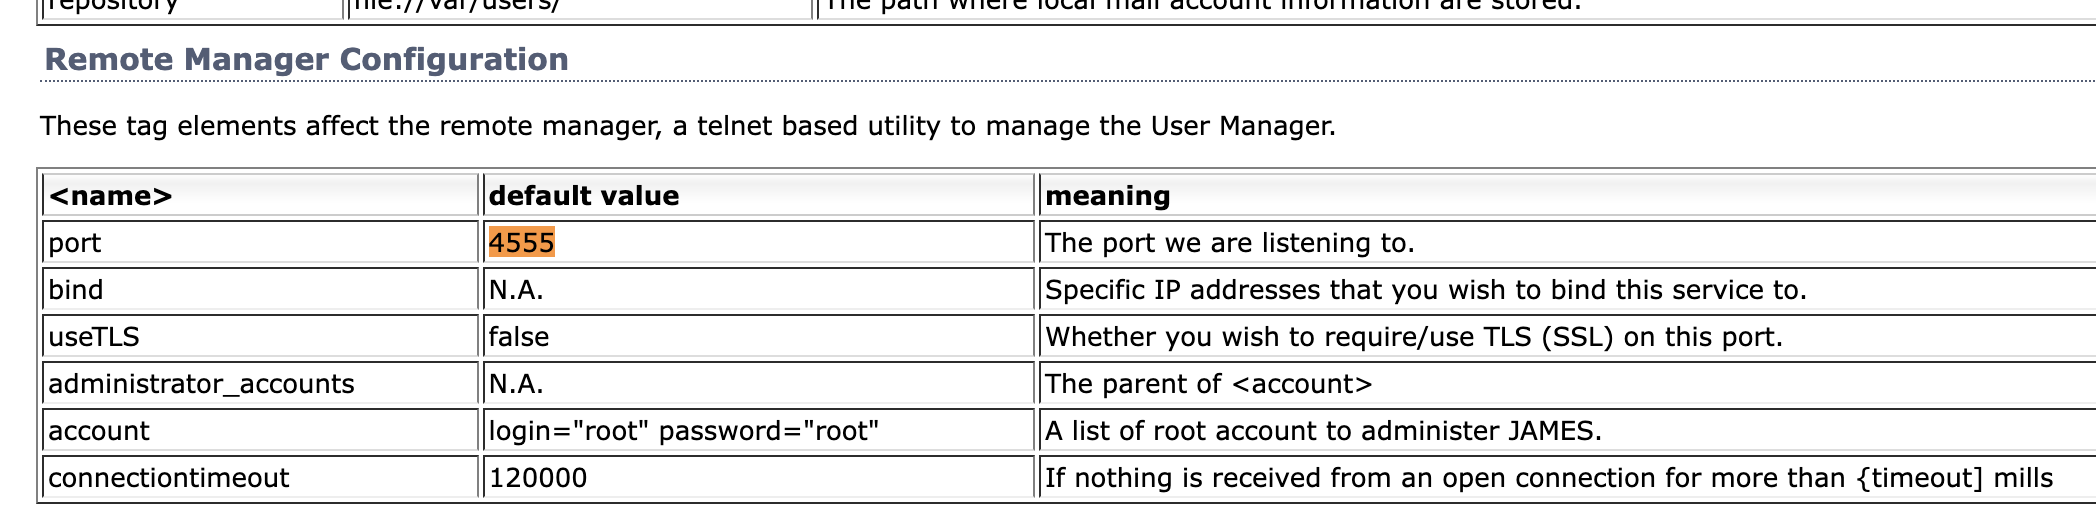 repository file://var/users/ The path where local mail account information are stored.
Remote Manager Configuration
These tag elements affect the remote manager, a telnet based utility to manage the User Manager.
<name> default value meaning
port 4555 The port we are listening to.
bind N.A. Specific IP addresses that you wish to bind this service to.
useTLS false Whether you wish to require/use TLS (SSL) on this port.
administrator_accounts N.A. The parent of <account>
account login="root" password="root" A list of root account to administer JAMES.
connectiontimeout 120000 If nothing is received from an open connection for more than {timeout] mills